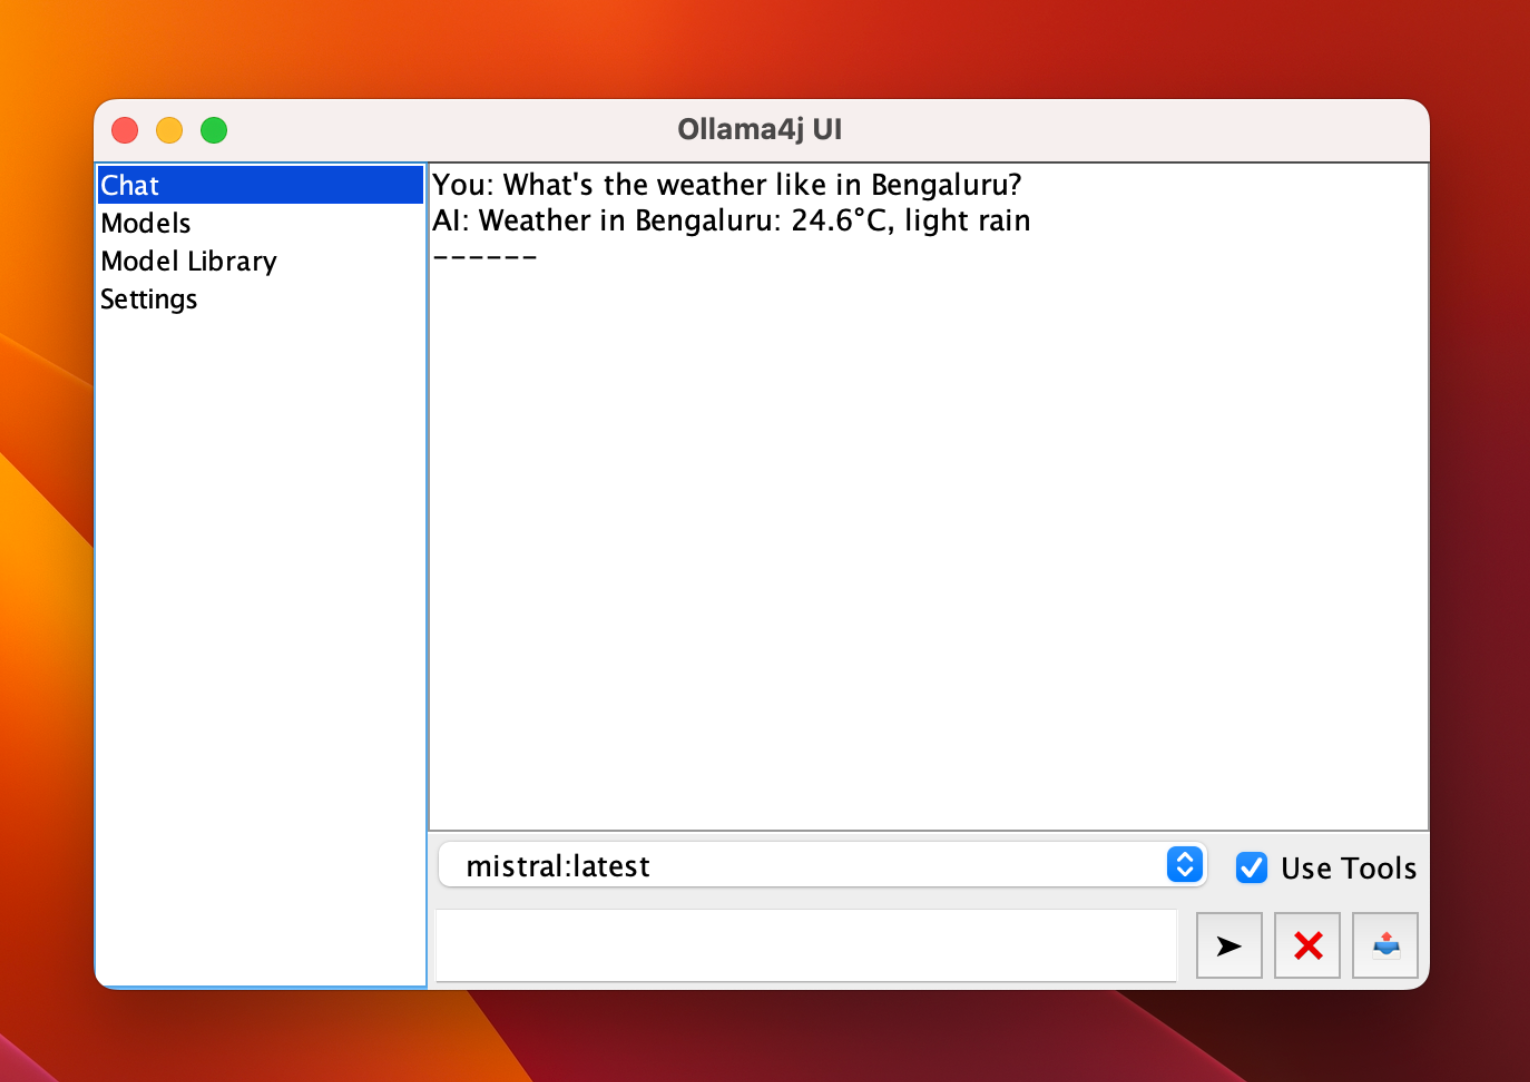 Ollama4j UI
Chat
Models
Model Library
Settings
You: What's the weather like in Bengaluru?
AI: Weather in Bengaluru: 24.6°C, light rain
------
mistral:latest
Use Tools